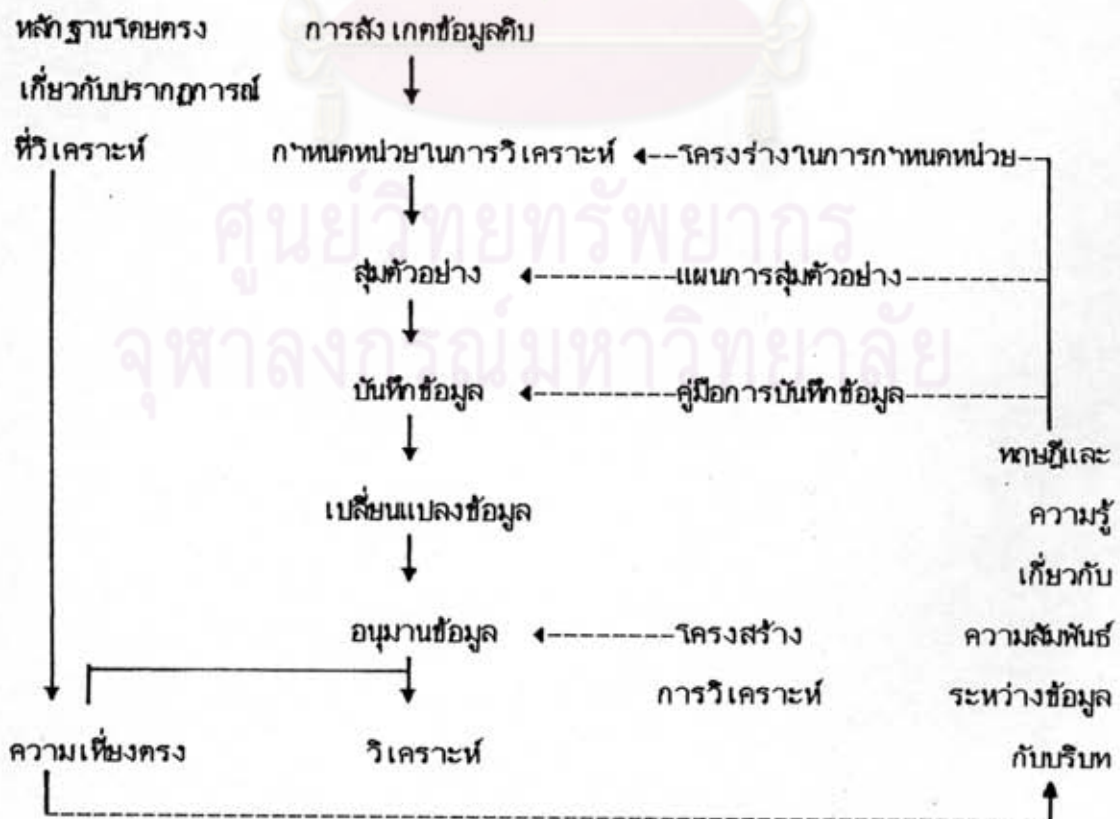 หลักฐานโดยตรง การสังเกตข้อมูลดิบ
เกี่ยวกับปรากฏการณ์
ที่วิเคราะห์ กำหนดหน่วยในการวิเคราะห์ โครงร่างในการกำหนดหน่วย
ศูนย์วิทยทรัพยากร
สุ่มตัวอย่าง แผนการสุ่มตัวอย่าง
จุฬาลงกรณ์มหาวิทยาลัย
บันทึกข้อมูล คู่มือการบันทึกข้อมูล
ทฤษฎีและ
เปลี่ยนแปลงข้อมูล ความรู้
เกี่ยวกับ
อนุมานข้อมูล โครงสร้าง ความสัมพันธ์
การวิเคราะห์ ระหว่างข้อมูล
ความเที่ยงตรง วิเคราะห์ กับบริบท